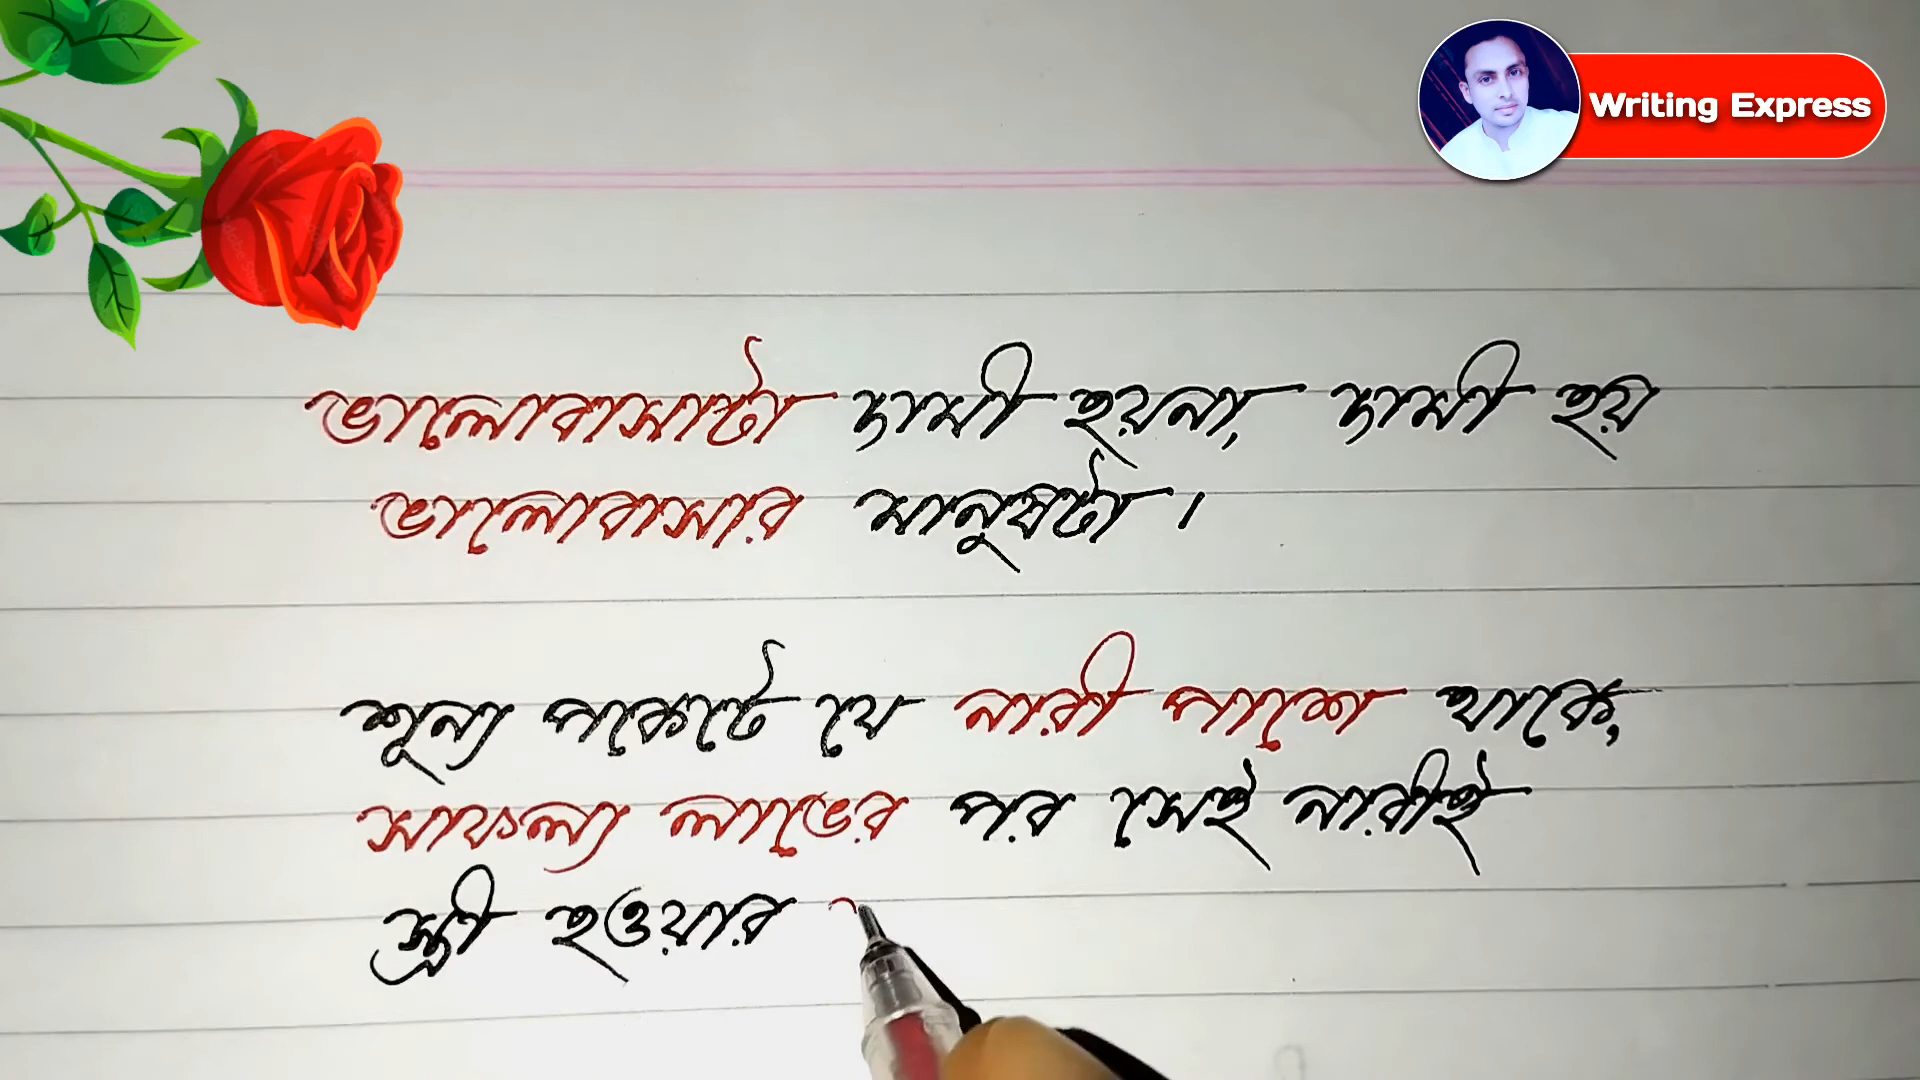 Writing Express
ভালোবাসাটা দামী হয়না, দামী হয়
ভালোবাসার মানুষটা।
শূন্য পকেটে যে নারী পাশে থাকে,
সাফল্য লাভের পর সেই নারীই
স্ত্রী হওয়ার